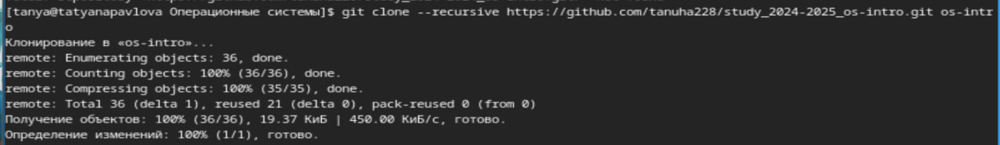 [tanya@tatyanapavlova Операционные системы]$ git clone --recursive https://github.com/tanuha228/study_2024-2025_os-intro.git os-intr
o
Клонирование в «os-intro»...
remote: Enumerating objects: 36, done.
remote: Counting objects: 100% (36/36), done.
remote: Compressing objects: 100% (35/35), done.
remote: Total 36 (delta 1), reused 21 (delta 0), pack-reused 0 (from 0)
Получение объектов: 100% (36/36), 19.37 КиБ | 450.00 КиБ/с, готово.
Определение изменений: 100% (1/1), готово.